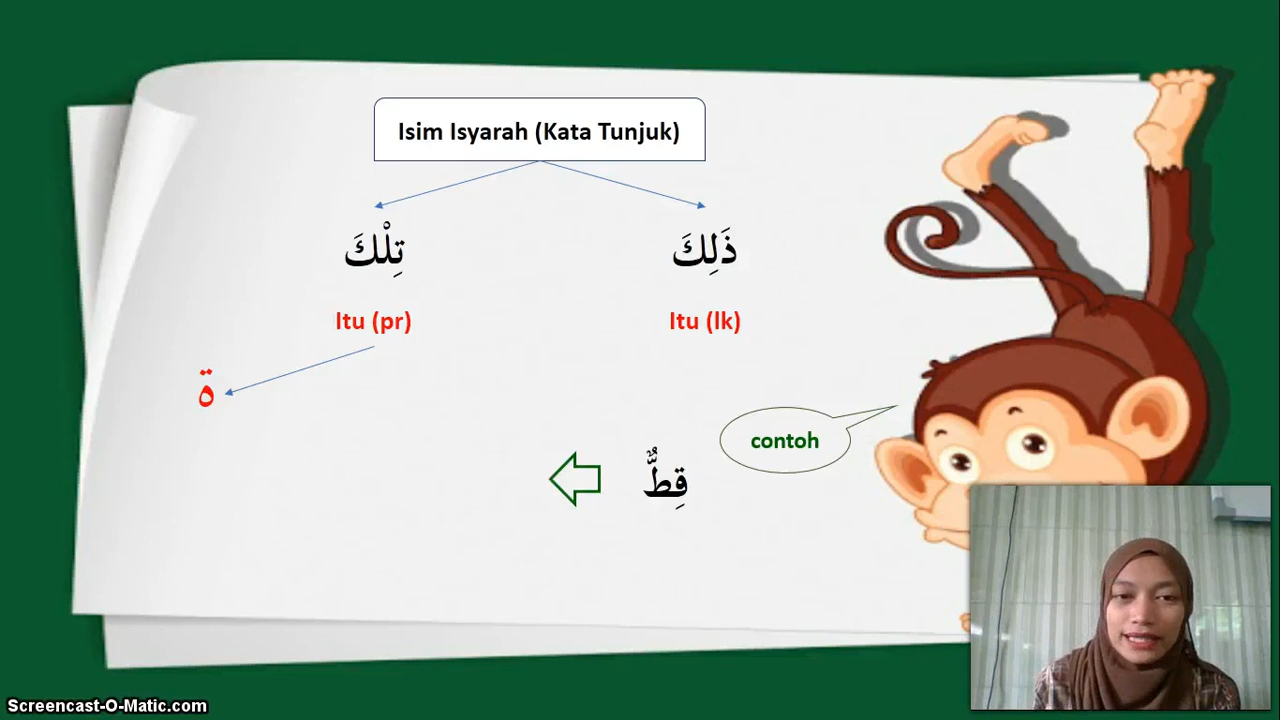 Isim Isyarah (Kata Tunjuk)
ذَلِكَ
تِلْكَ
Itu (lk)
Itu (pr)
ة
contoh
قِطٌّ
Screencast-O-Matic.com